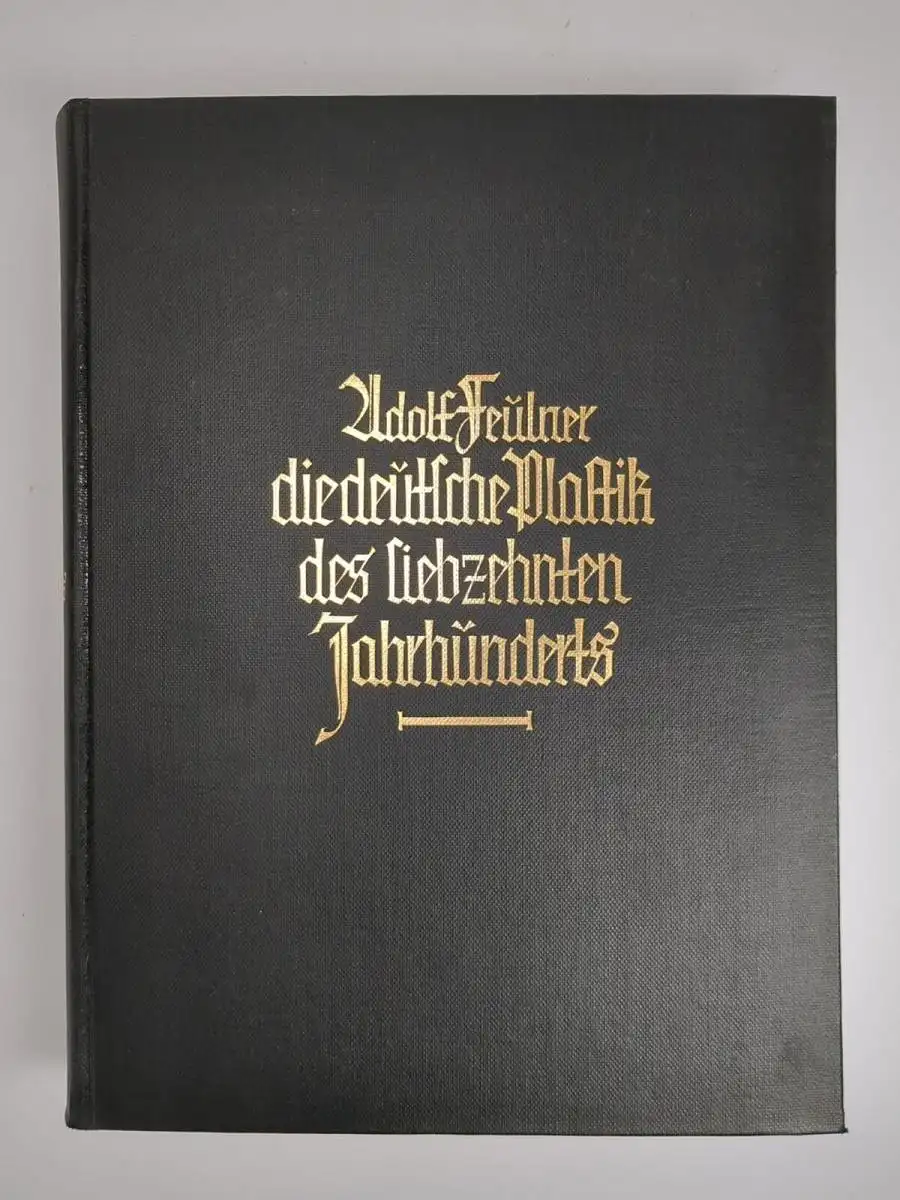 Adolf Feulner
die deutsche Plastik
des siebzehnten
Jahrhunderts